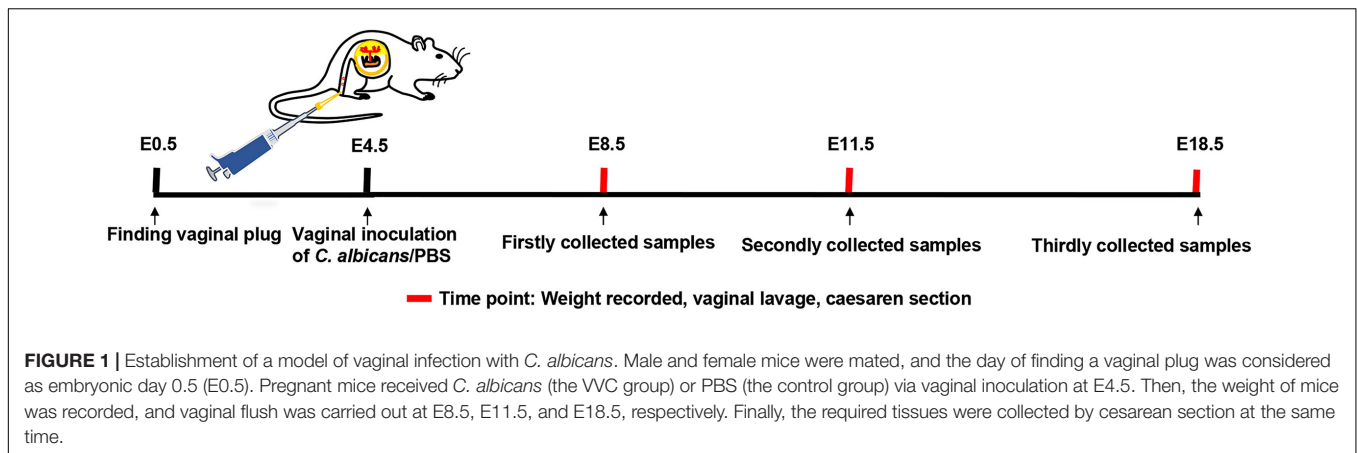 E0.5 E4.5 E8.5 E11.5 E18.5
Finding vaginal plug Vaginal inoculation Firstly collected samples Secondly collected samples Thirdly collected samples
of C. albicans/PBS
Time point: Weight recorded, vaginal lavage, caesaren section
FIGURE 1 | Establishment of a model of vaginal infection with C. albicans. Male and female mice were mated, and the day of finding a vaginal plug was considered
as embryonic day 0.5 (E0.5). Pregnant mice received C. albicans (the VVC group) or PBS (the control group) via vaginal inoculation at E4.5. Then, the weight of mice
was recorded, and vaginal flush was carried out at E8.5, E11.5, and E18.5, respectively. Finally, the required tissues were collected by cesarean section at the same
time.